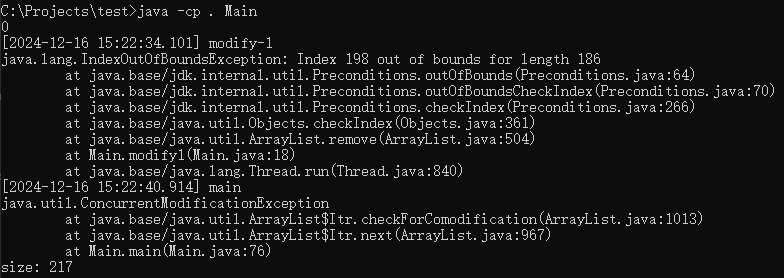 C:\Projects\test>java -cp . Main
0
[2024-12-16 15:22:34.101] modify-1
java.lang.IndexOutOfBoundsException: Index 198 out of bounds for length 186
        at java.base/jdk.internal.util.Preconditions.outOfBounds(Preconditions.java:64)
        at java.base/jdk.internal.util.Preconditions.outOfBoundsCheckIndex(Preconditions.java:70)
        at java.base/jdk.internal.util.Preconditions.checkIndex(Preconditions.java:266)
        at java.base/java.util.Objects.checkIndex(Objects.java:361)
        at java.base/java.util.ArrayList.remove(ArrayList.java:504)
        at Main.modify1(Main.java:18)
        at java.base/java.lang.Thread.run(Thread.java:840)
[2024-12-16 15:22:40.914] main
java.util.ConcurrentModificationException
        at java.base/java.util.ArrayList$Itr.checkForComodification(ArrayList.java:1013)
        at java.base/java.util.ArrayList$Itr.next(ArrayList.java:967)
        at Main.main(Main.java:76)
size: 217